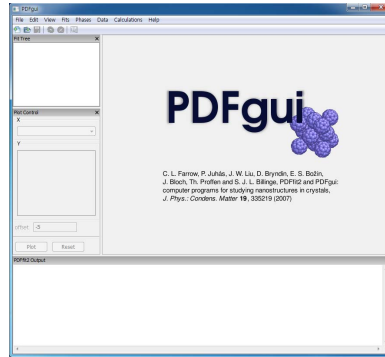 PDFgui
File Edit View Fits Phases Data Calculations Help
Fit Tree
Plot Control
X
Y
offset -5
Plot Reset
PDFgui
C. L. Farrow, P. Juhás, J. W. Liu, D. Bryndin, E. S. Božin,
J. Bloch, Th. Proffen and S. J. L. Billinge, PDFfit2 and PDFgui:
computer programs for studying nanostructures in crystals,
J. Phys.: Condens. Matter 19, 335219 (2007)
PDFfit2 Output